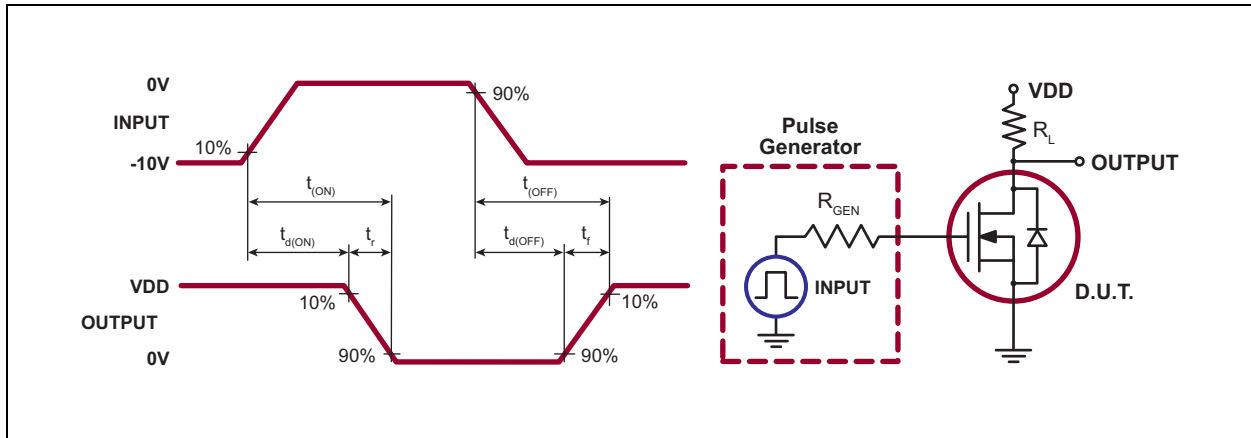 0V
INPUT
-10V
10%
90%
t(ON)
t(OFF)
td(ON)
tr
td(OFF)
tf
VDD
OUTPUT
0V
10%
90%
90%
10%
Pulse
Generator
RGEN
INPUT
VDD
RL
OUTPUT
D.U.T.